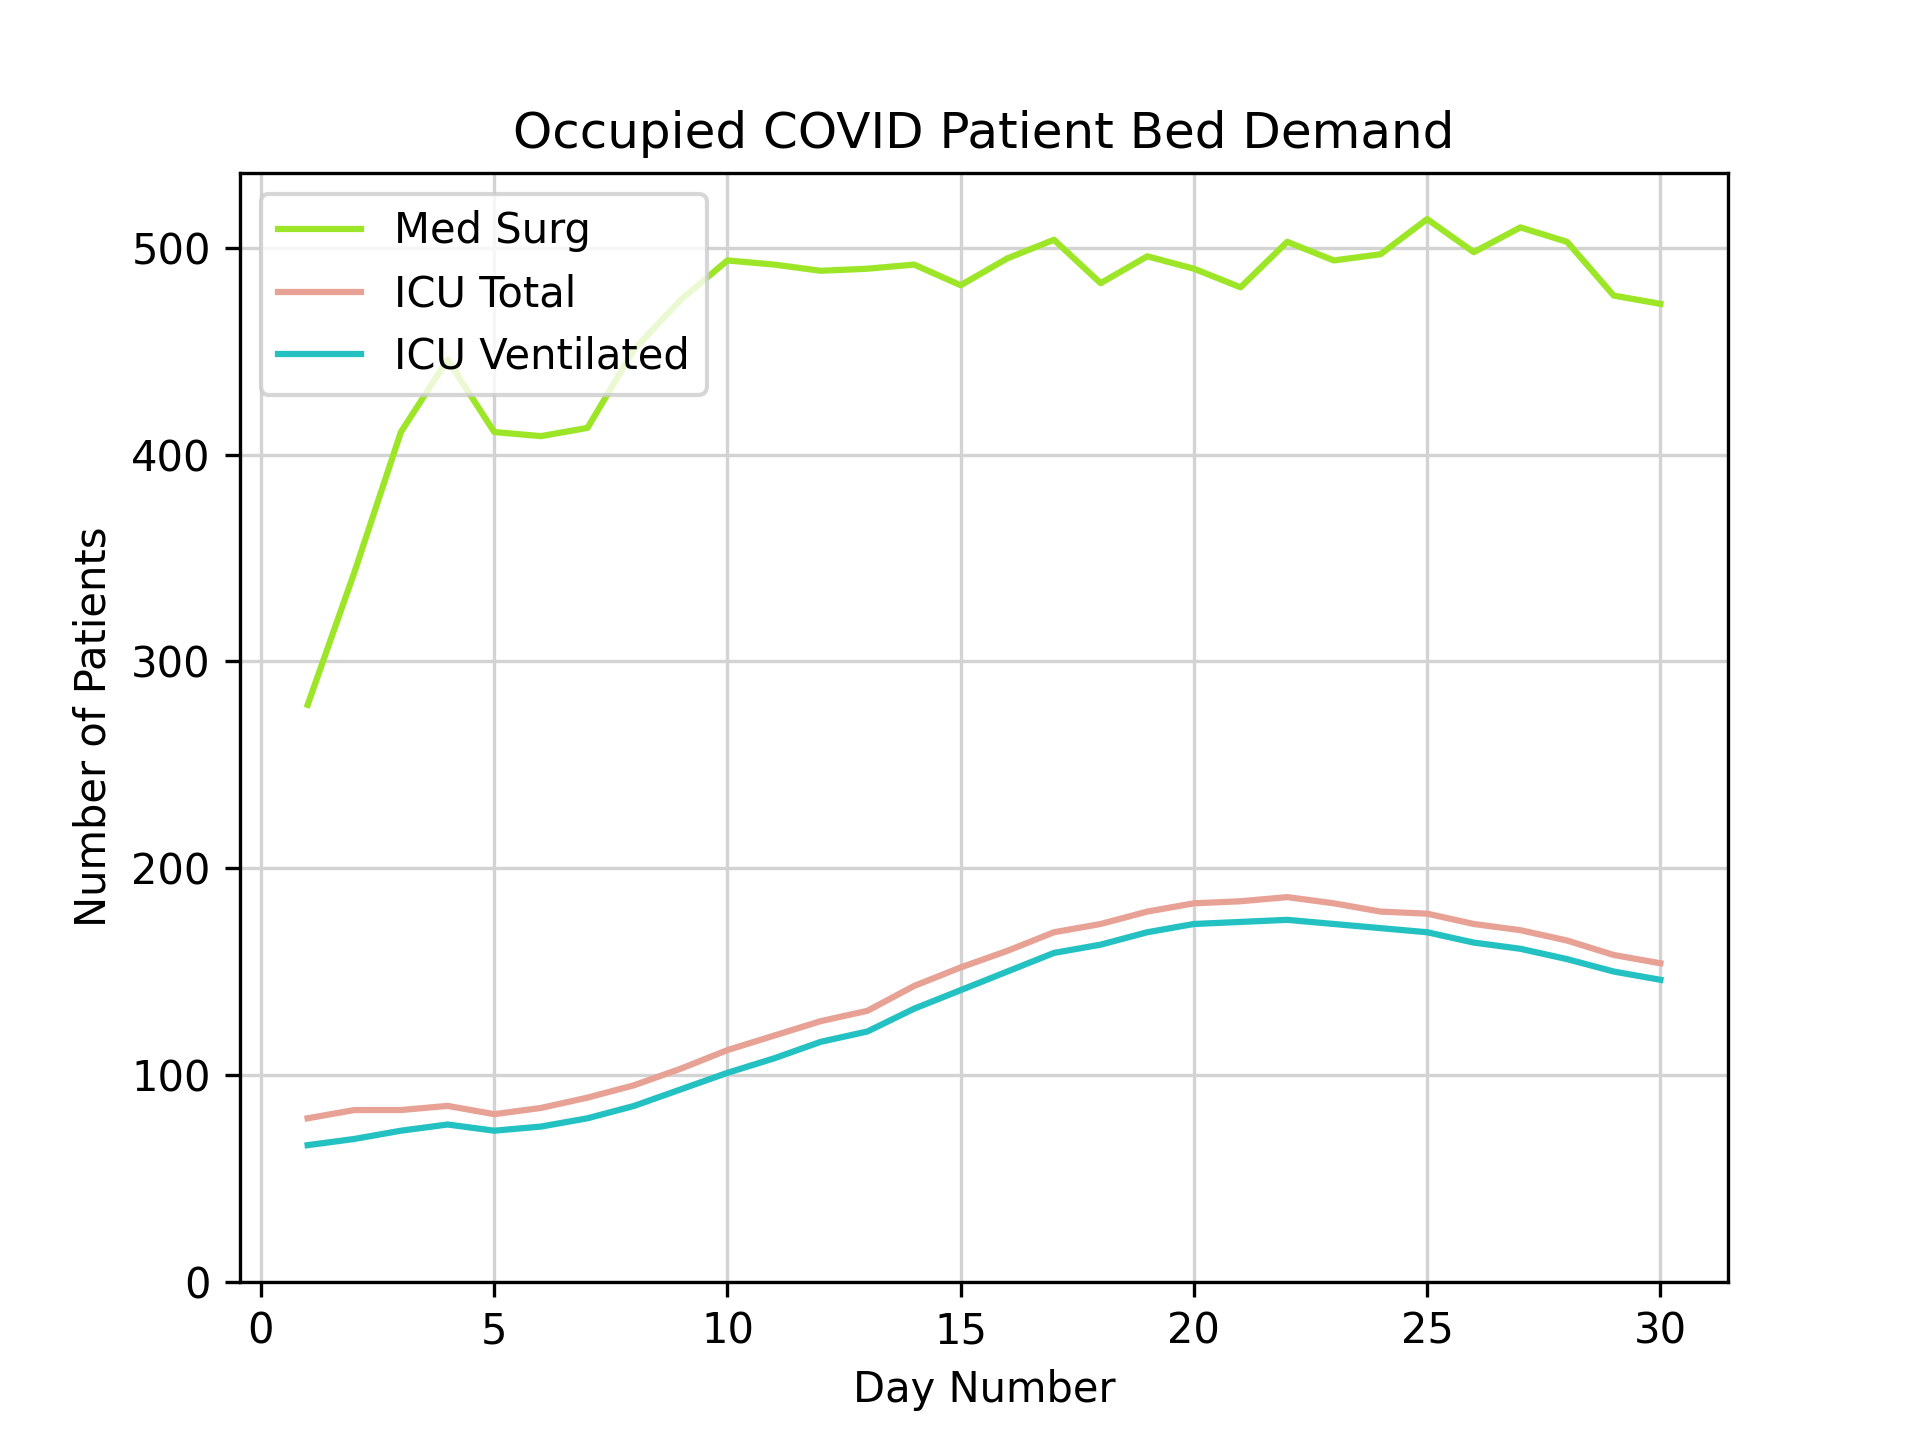 Occupied COVID Patient Bed Demand
Med Surg
ICU Total
ICU Ventilated
Number of Patients
500
400
300
200
100
0
0 5 10 15 20 25 30
Day Number